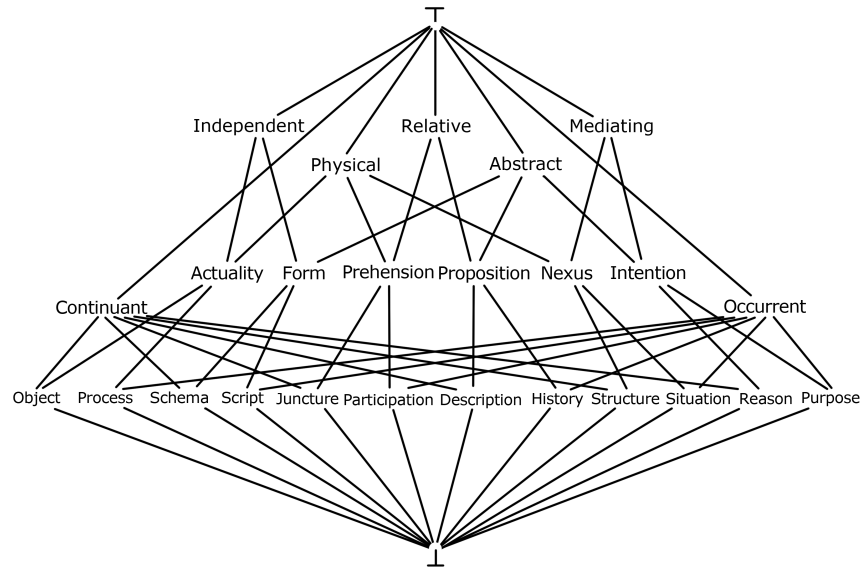 ⊤
Independent Relative Mediating
Physical Abstract
Actuality Form Prehension Proposition Nexus Intention
Continuant Occurrent
Object Process Schema Script Juncture Participation Description History Structure Situation Reason Purpose
⊥